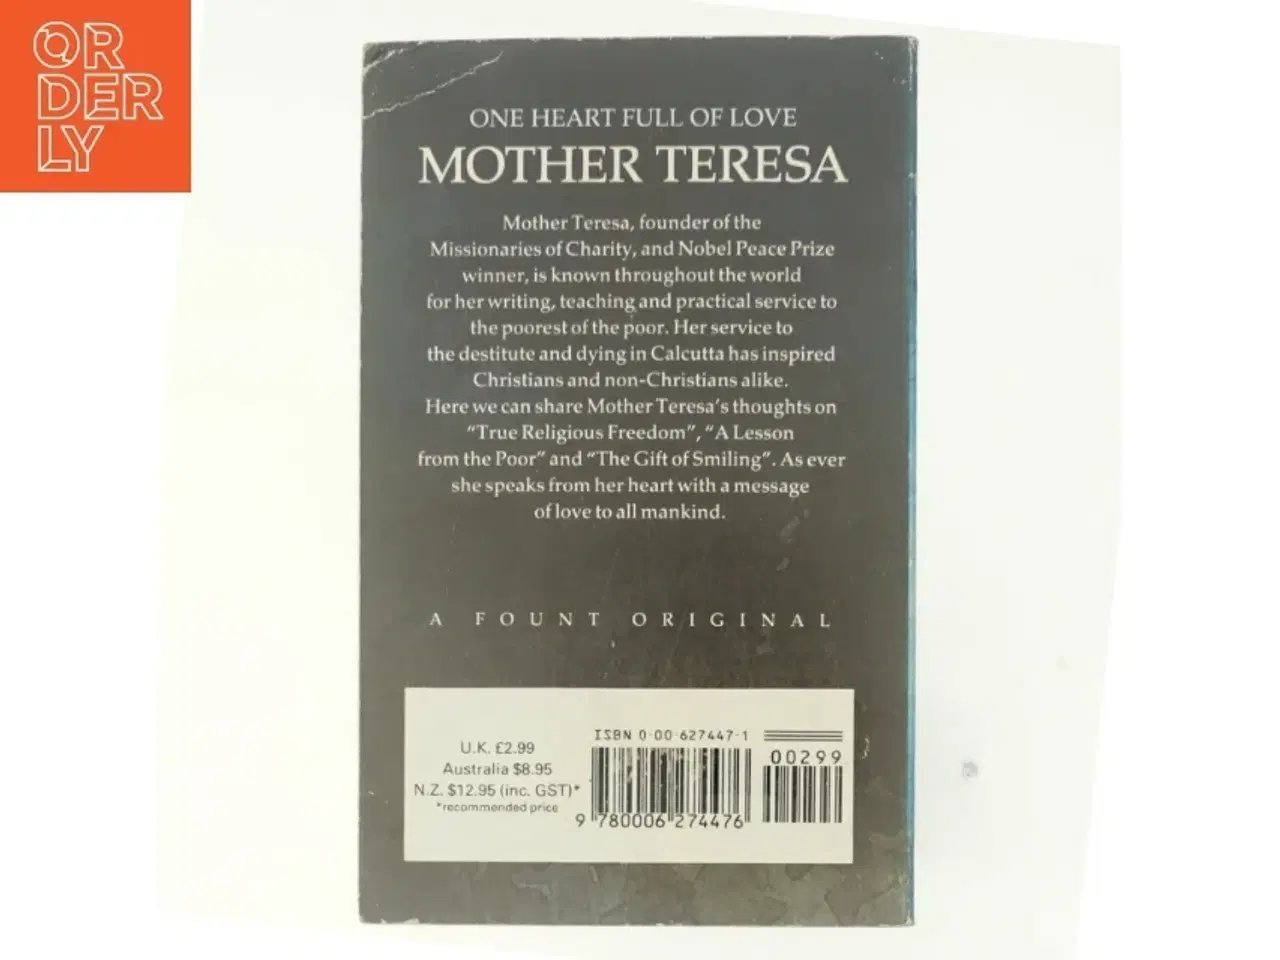 OR
DER
LY
ONE HEART FULL OF LOVE
MOTHER TERESA
Mother Teresa, founder of the
Missionaries of Charity, and Nobel Peace Prize
winner, is known throughout the world
for her writing, teaching and practical service to
the poorest of the poor. Her service to
the destitute and dying in Calcutta has inspired
Christians and non-Christians alike.
Here we can share Mother Teresa's thoughts on
“True Religious Freedom”, “A Lesson
from the Poor” and “The Gift of Smiling”. As ever
she speaks from her heart with a message
of love to all mankind.
A FOUNT ORIGINAL
U.K. £2.99
Australia $8.95
N.Z. $12.95 (inc. GST)*
*recommended price
ISBN 0-00-627447-1
00299
9 780006 274476